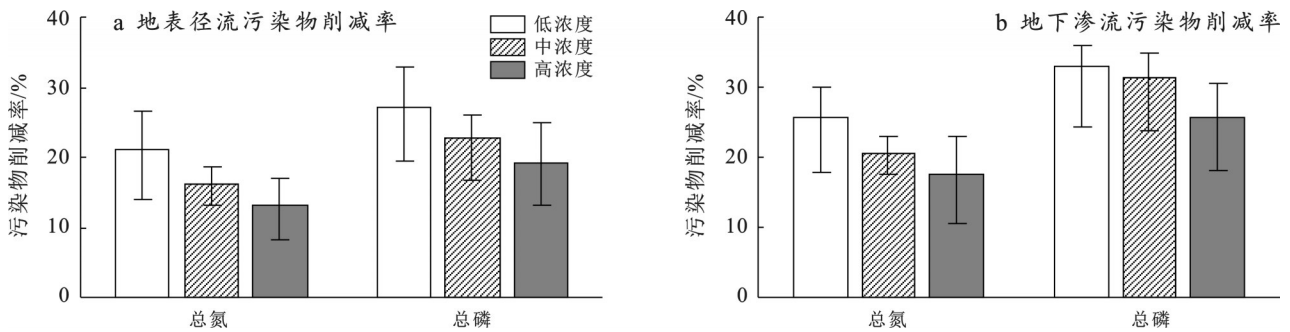 a 地表径流污染物削减率
低浓度
中浓度
高浓度
污染物削减率/%
40
30
20
10
0
总氮
总磷
b 地下渗流污染物削减率
污染物削减率/%
40
30
20
10
0
总氮
总磷